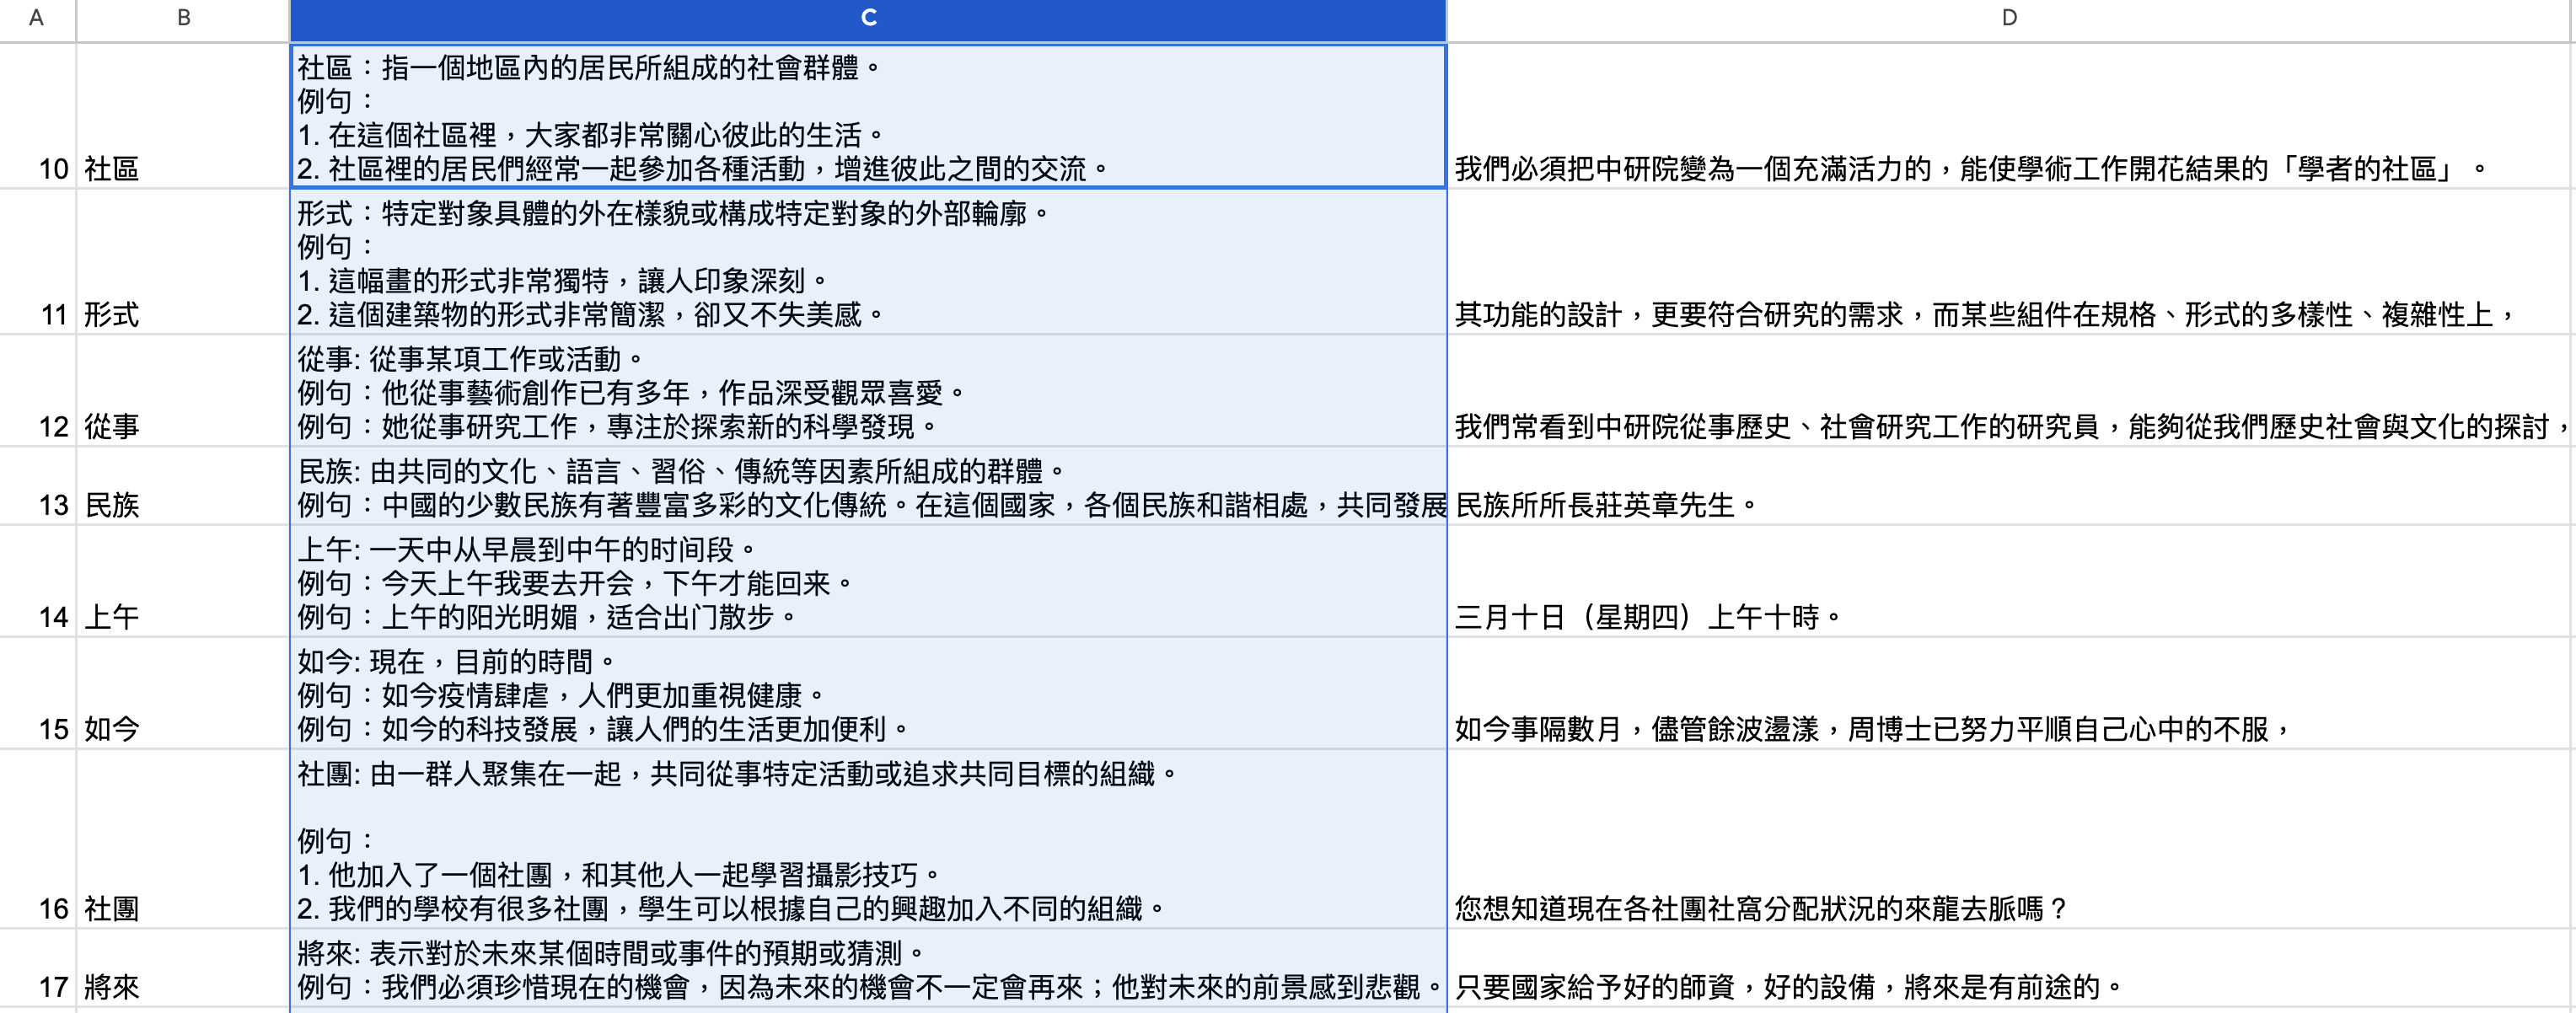 A B C D
社區：指一個地區內的居民所組成的社會群體。
例句：
1. 在這個社區裡，大家都非常關心彼此的生活。
2. 社區裡的居民們經常一起參加各種活動，增進彼此之間的交流。
10 社區
我們必須把中研院變為一個充滿活力的，能使學術工作開花結果的「學者的社區」。
形式：特定對象具體的外在樣貌或構成特定對象的外部輪廓。
例句：
1. 這幅畫的形式非常獨特，讓人印象深刻。
2. 這個建築物的形式非常簡潔，卻又不失美感。
11 形式
其功能的設計，更要符合研究的需求，而某些組件在規格、形式的多樣性、複雜性上，
從事: 從事某項工作或活動。
例句：他從事藝術創作已有多年，作品深受觀眾喜愛。
例句：她從事研究工作，專注於探索新的科學發現。
12 從事
我們常看到中研院從事歷史、社會研究工作的研究員，能夠從我們歷史社會與文化的探討，
民族: 由共同的文化、語言、習俗、傳統等因素所組成的群體。
例句：中國的少數民族有著豐富多彩的文化傳統。在這個國家，各個民族和諧相處，共同發展
13 民族
民族所所長莊英章先生。
上午: 一天中从早晨到中午的时间段。
例句：今天上午我要去开会，下午才能回来。
例句：上午的阳光明媚，适合出门散步。
14 上午
三月十日（星期四）上午十時。
如今: 現在，目前的時間。
例句：如今疫情肆虐，人們更加重視健康。
例句：如今的科技發展，讓人們的生活更加便利。
15 如今
如今事隔數月，儘管餘波盪漾，周博士已努力平順自己心中的不服，
社團: 由一群人聚集在一起，共同從事特定活動或追求共同目標的組織。
例句：
1. 他加入了一個社團，和其他人一起學習攝影技巧。
2. 我們的學校有很多社團，學生可以根據自己的興趣加入不同的組織。
16 社團
您想知道現在各社團社窩分配狀況的來龍去脈嗎？
將來: 表示對於未來某個時間或事件的預期或猜測。
例句：我們必須珍惜現在的機會，因為未來的機會不一定會再來；他對未來的前景感到悲觀。
17 將來
只要國家給予好的師資，好的設備，將來是有前途的。